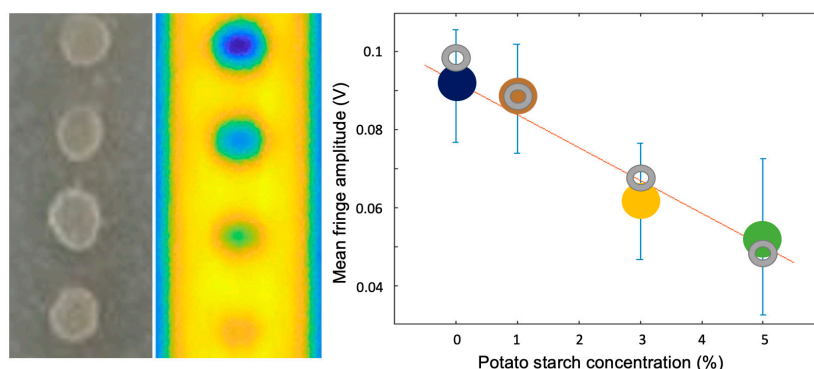 0.1
0.08
0.06
0.04
Mean fringe amplitude (V)
0 1 2 3 4 5
Potato starch concentration (%)